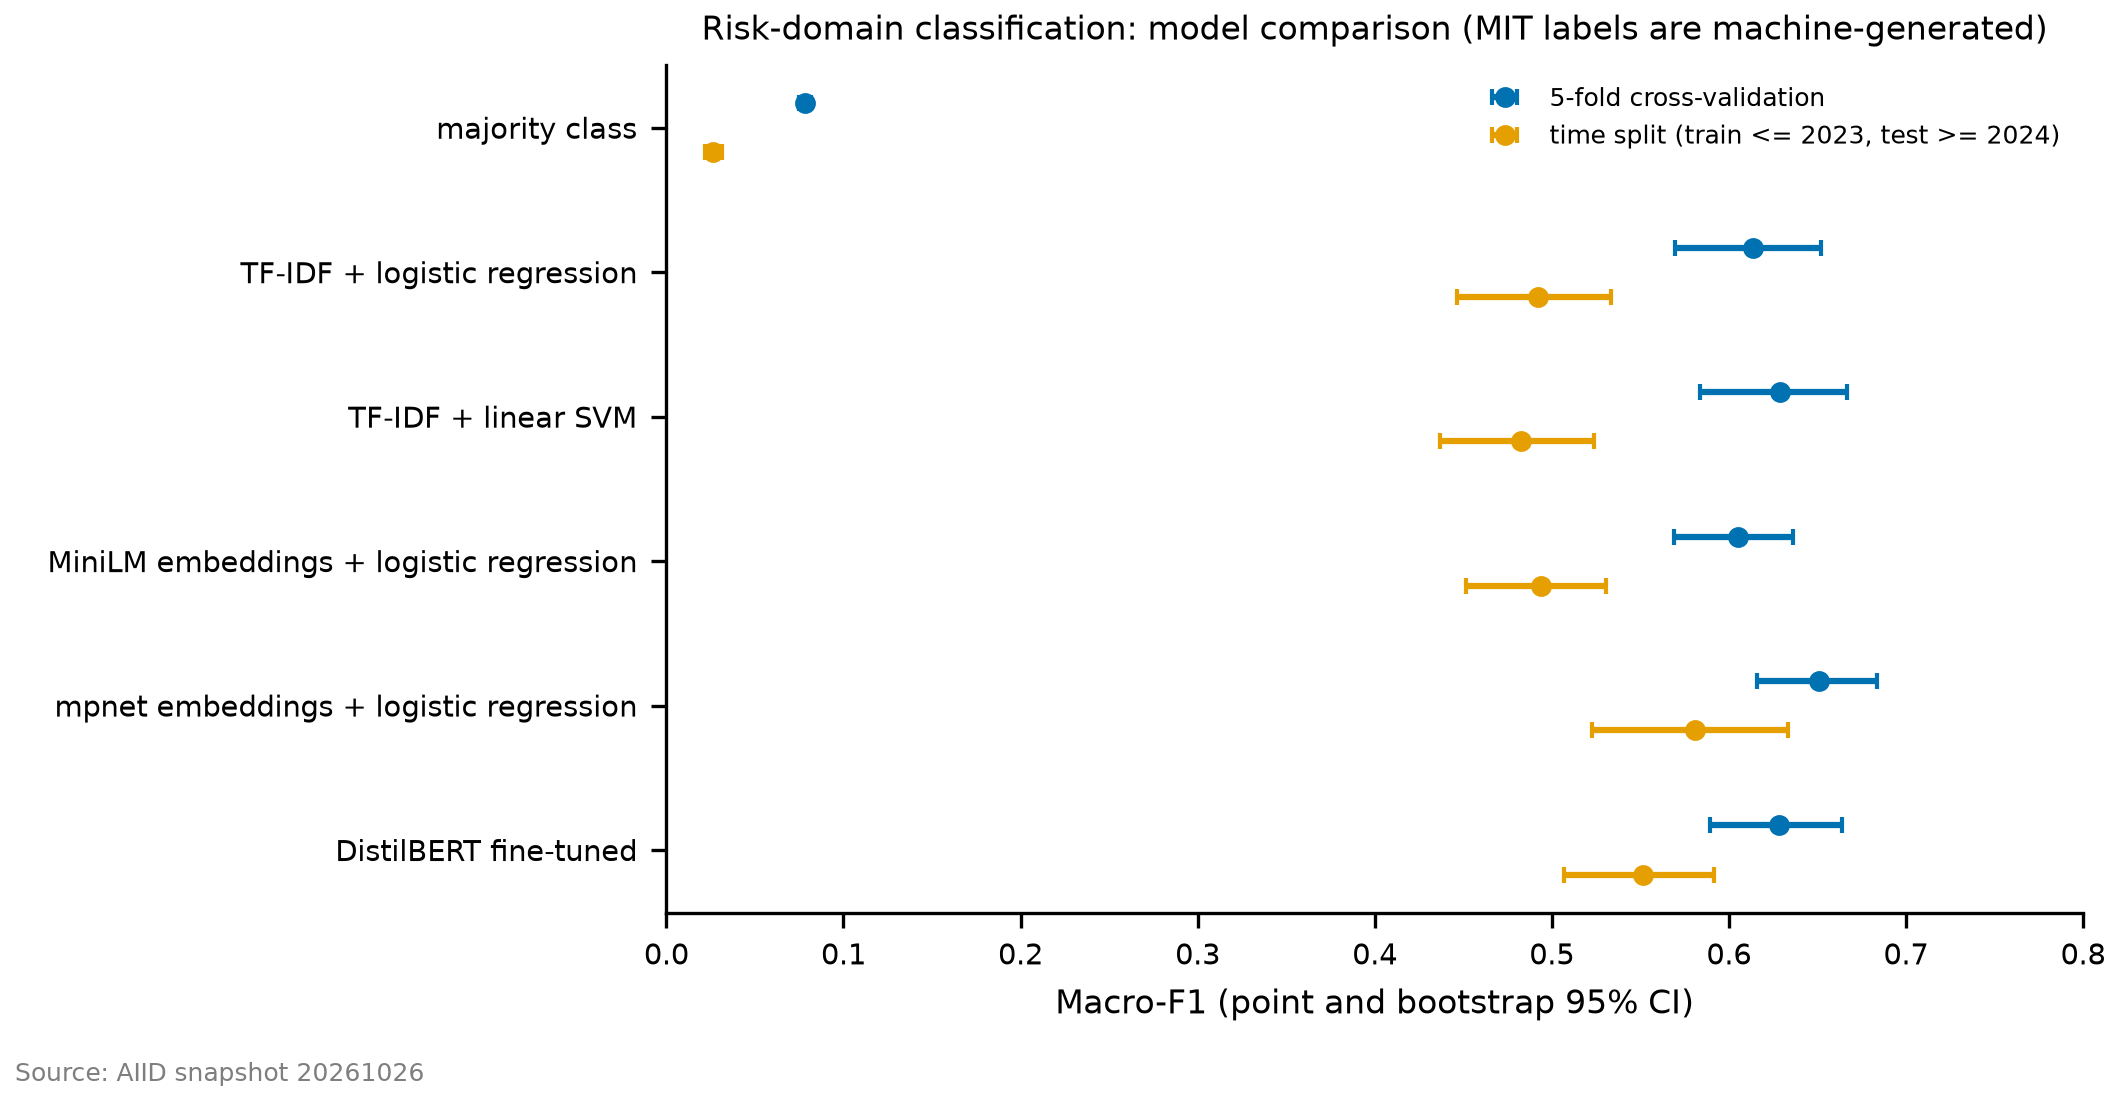 Risk-domain classification: model comparison (MIT labels are machine-generated)
5-fold cross-validation
time split (train <= 2023, test >= 2024)
majority class
TF-IDF + logistic regression
TF-IDF + linear SVM
MiniLM embeddings + logistic regression
mpnet embeddings + logistic regression
DistilBERT fine-tuned
0.0 0.1 0.2 0.3 0.4 0.5 0.6 0.7 0.8
Macro-F1 (point and bootstrap 95% CI)
Source: AIID snapshot 20261026